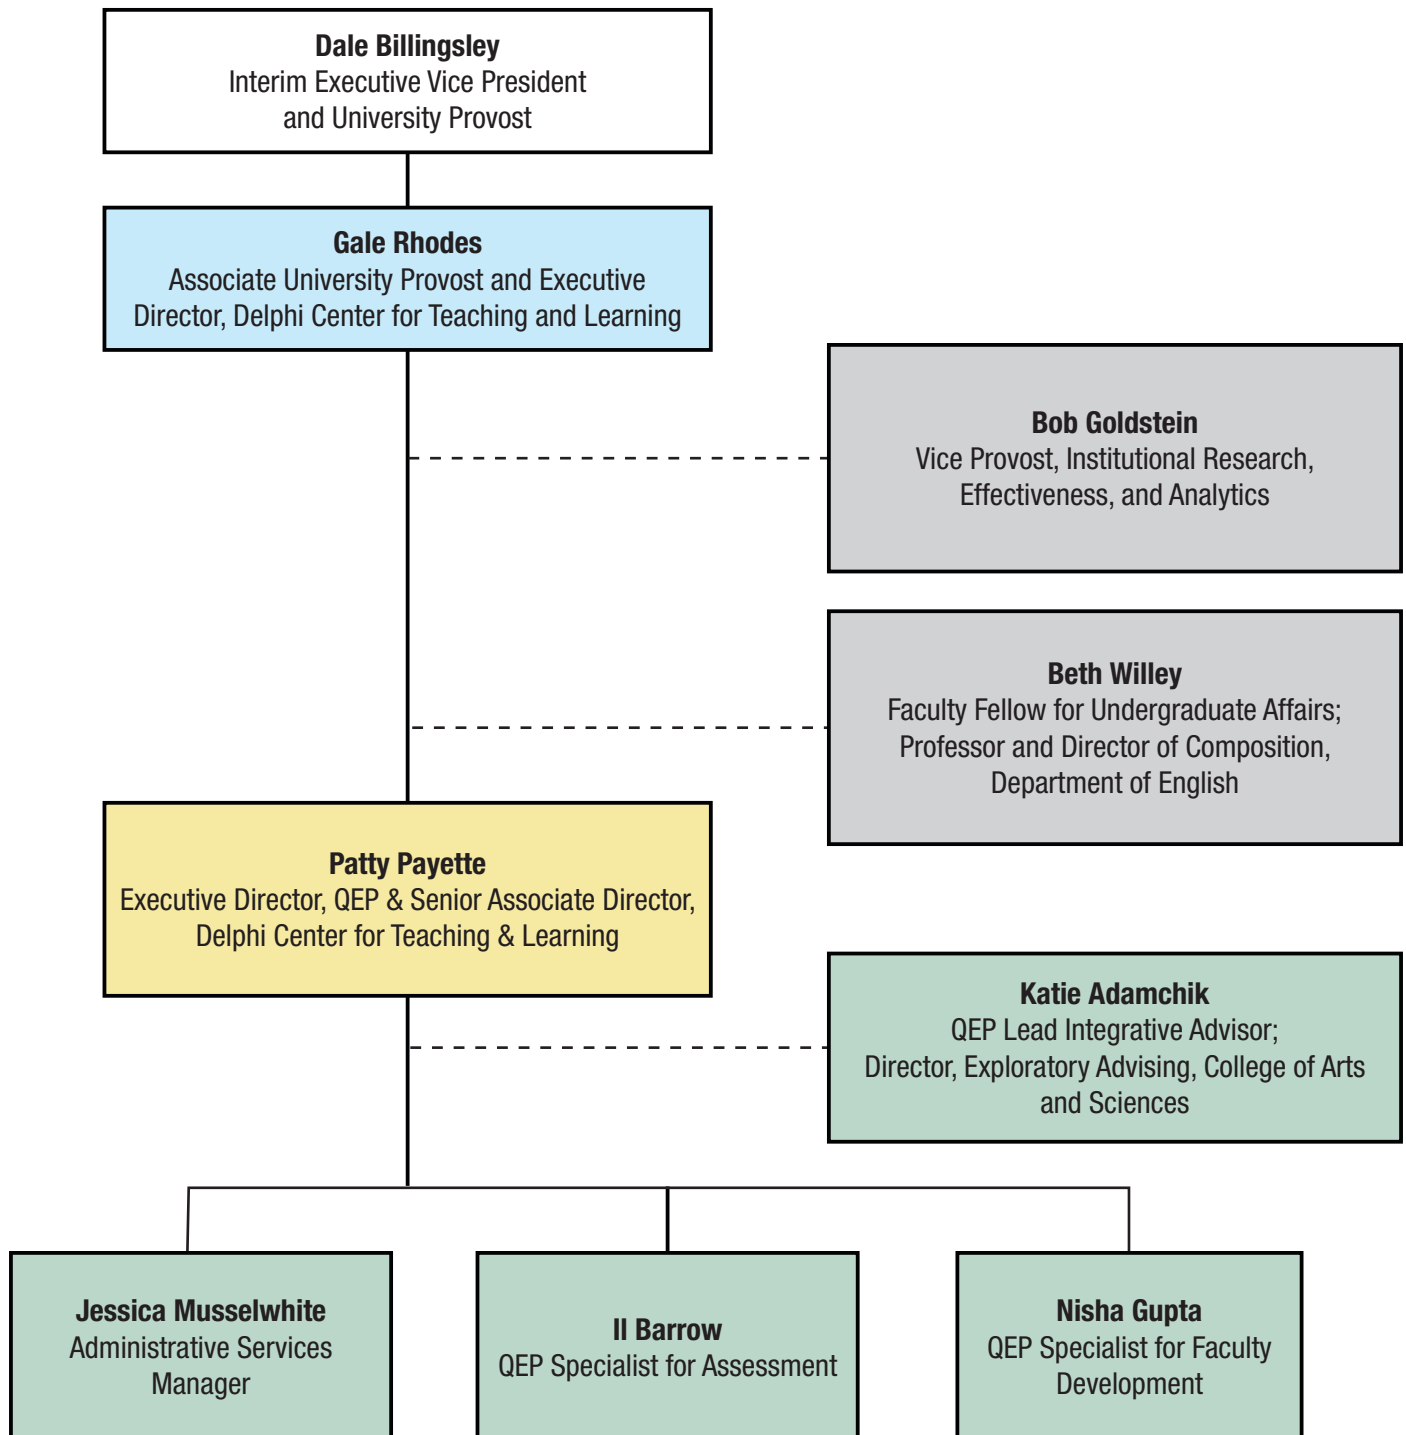 Dale Billingsley
Interim Executive Vice President
and University Provost
Gale Rhodes
Associate University Provost and Executive
Director, Delphi Center for Teaching and Learning
Bob Goldstein
Vice Provost, Institutional Research,
Effectiveness, and Analytics
Beth Willey
Faculty Fellow for Undergraduate Affairs;
Professor and Director of Composition,
Department of English
Patty Payette
Executive Director, QEP & Senior Associate Director,
Delphi Center for Teaching & Learning
Katie Adamchik
QEP Lead Integrative Advisor;
Director, Exploratory Advising, College of Arts
and Sciences
Jessica Musselwhite
Administrative Services
Manager
Il Barrow
QEP Specialist for Assessment
Nisha Gupta
QEP Specialist for Faculty
Development